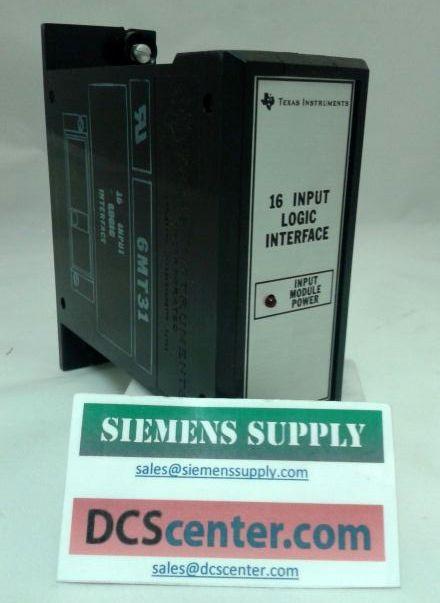 TEXAS INSTRUMENTS
16 INPUT
LOGIC
INTERFACE
INPUT
MODULE
POWER
6MT31
16 INPUT
LOGIC
INTERFACE
SIEMENS SUPPLY
sales@siemenssupply.com
DCScenter.com
sales@dcscenter.com